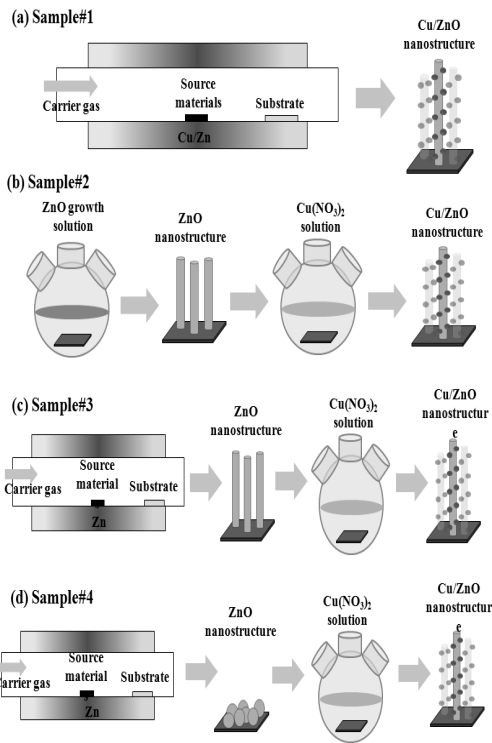 (a) Sample#1
Cu/ZnO
nanostructure
Carrier gas
Source
materials
Substrate
Cu/Zn
(b) Sample#2
ZnO growth
solution
ZnO
nanostructure
Cu(NO3)2
solution
Cu/ZnO
nanostructure
(c) Sample#3
Carrier gas
Source
material
Substrate
Zn
ZnO
nanostructure
Cu(NO3)2
solution
Cu/ZnO
nanostructur
e
(d) Sample#4
Carrier gas
Source
material
Substrate
Zn
ZnO
nanostructure
Cu(NO3)2
solution
Cu/ZnO
nanostructur
e